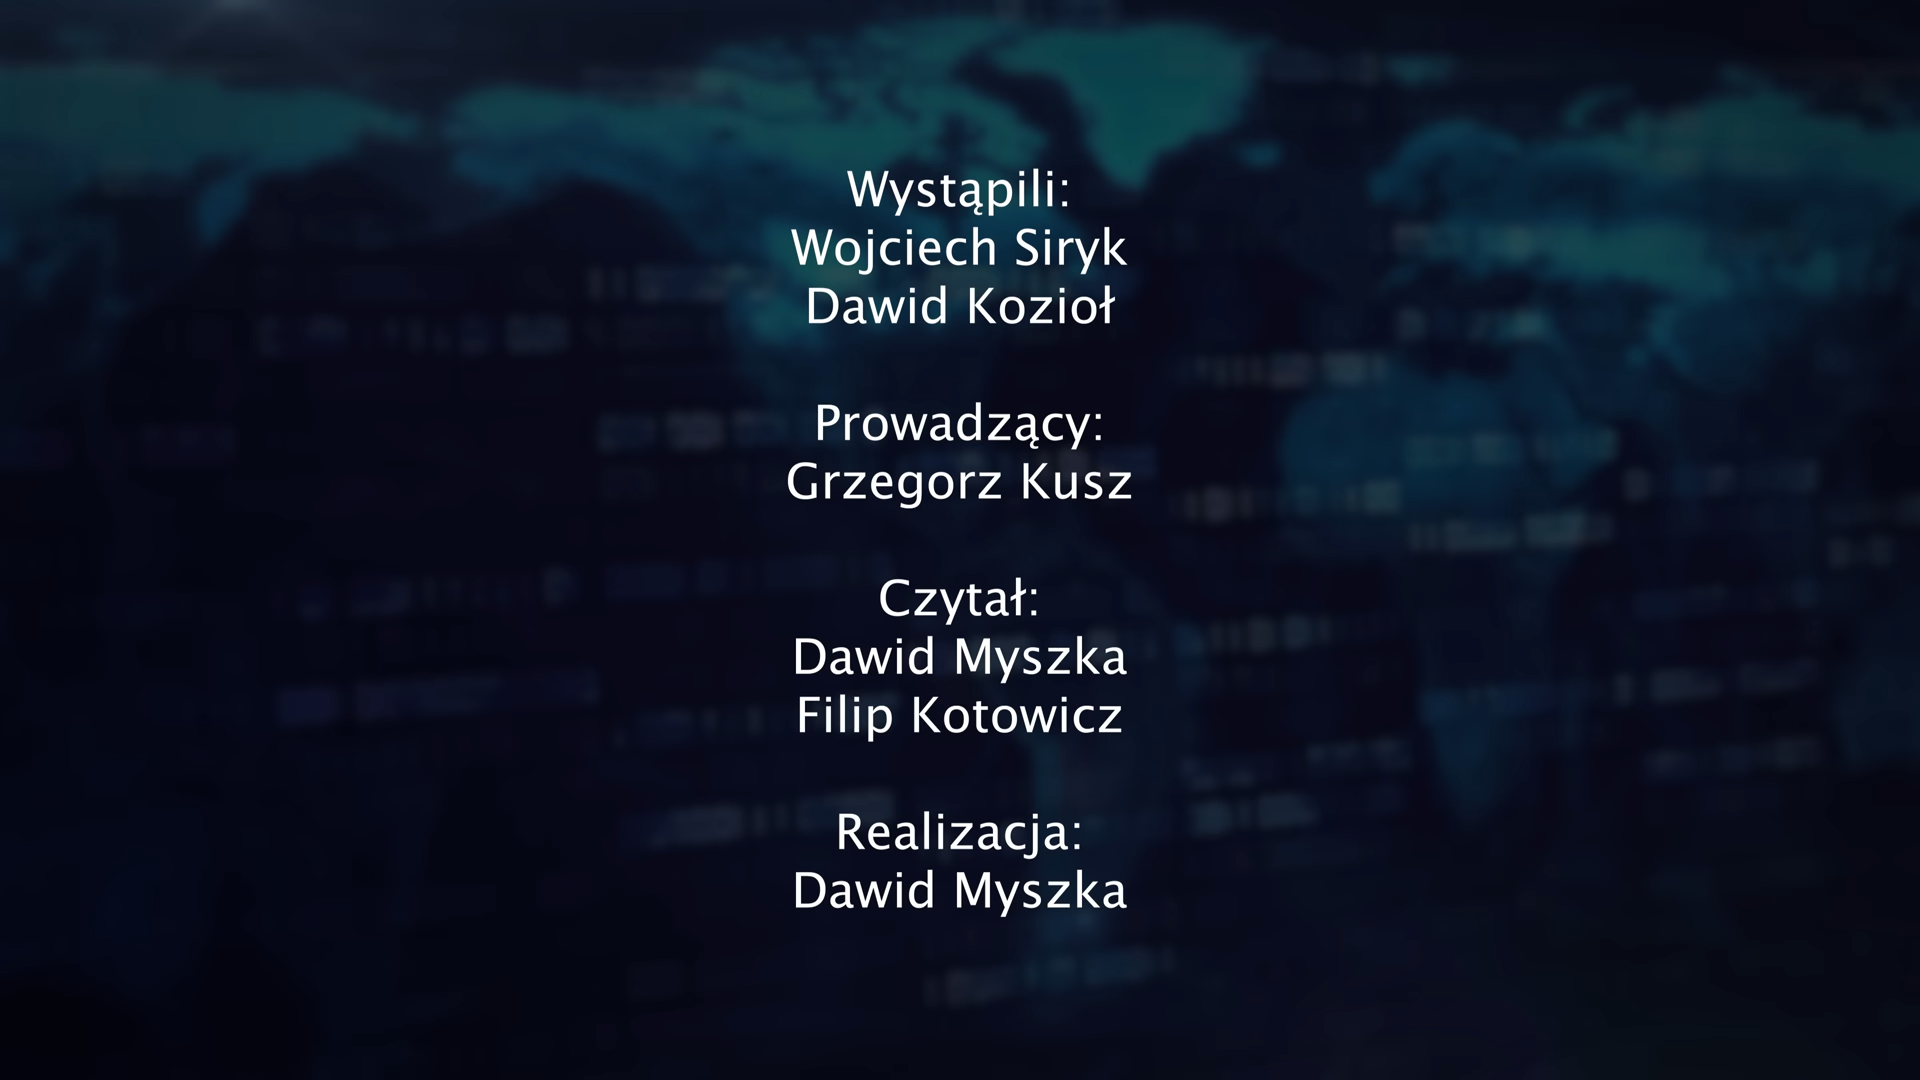 Wystąpili:
Wojciech Siryk
Dawid Kozioł
Prowadzący:
Grzegorz Kusz
Czytał:
Dawid Myszka
Filip Kotowicz
Realizacja:
Dawid Myszka